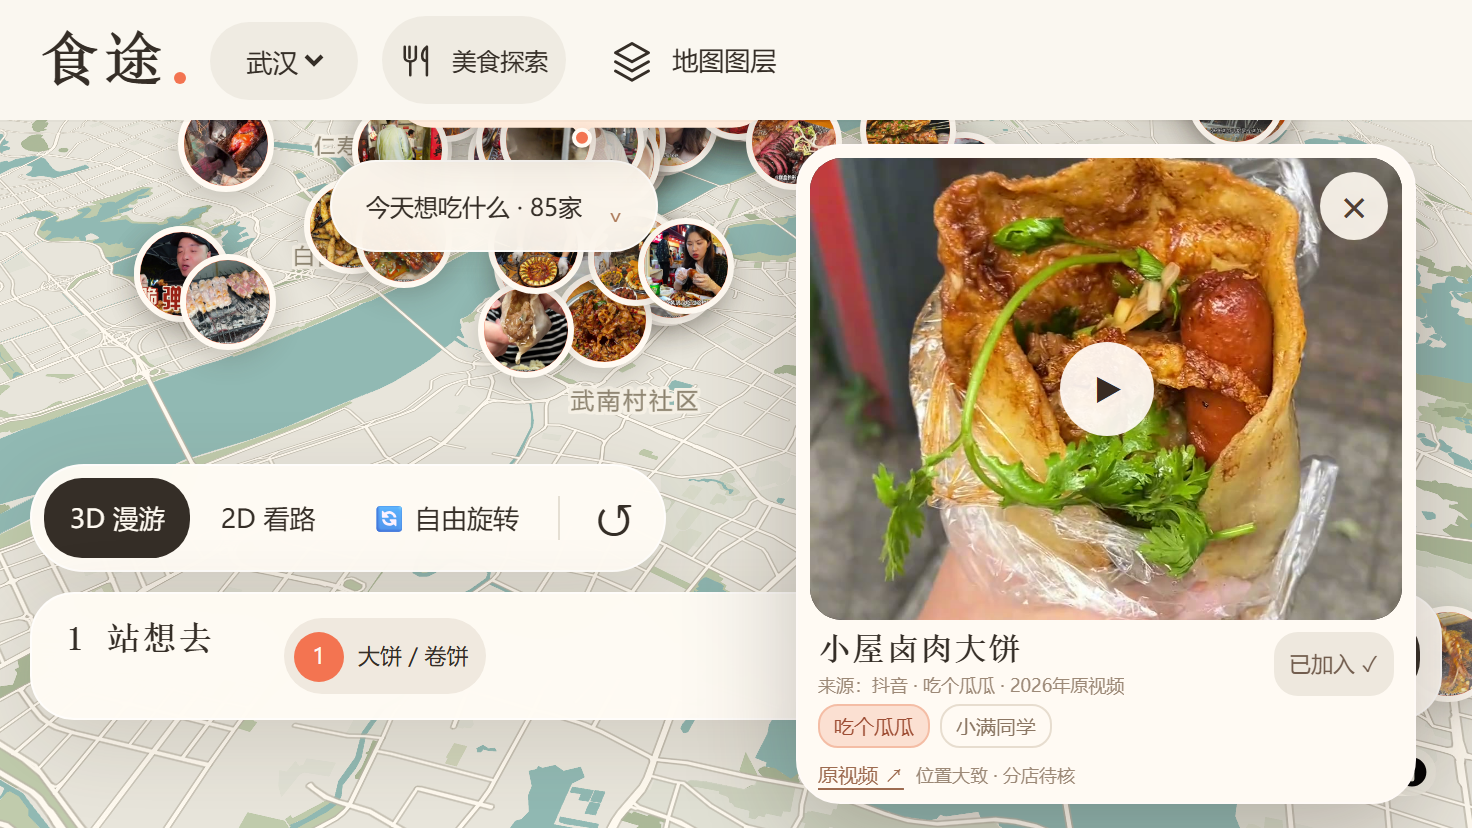 食途.
武汉
美食探索
地图图层
仁寿
今天想吃什么 · 85家
白
武南村社区
3D 漫游
2D 看路
自由旋转
1 站想去
1 大饼 / 卷饼
小屋卤肉大饼
已加入 ✓
来源：抖音 · 吃个瓜瓜 · 2026年原视频
吃个瓜瓜
小满同学
原视频 ↗
位置大致 · 分店待核